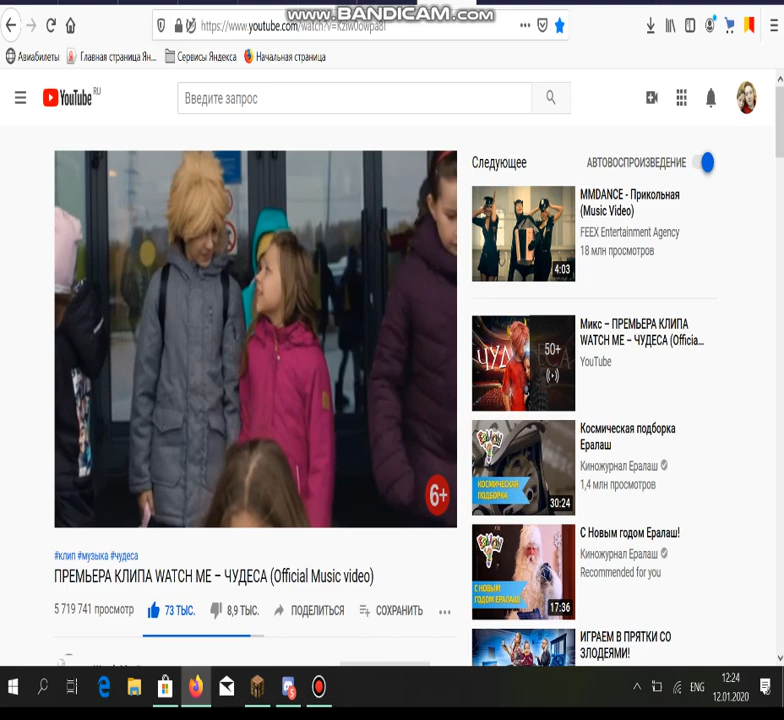 www.BANDICAM.com
https://www.youtube.com/watch?v=
Авиабилеты
Главная страница Ян...
Сервисы Яндекса
Начальная страница
YouTube RU
Введите запрос
6+
#клип #музыка #чудеса
ПРЕМЬЕРА КЛИПА WATCH ME – ЧУДЕСА (Official Music video)
5 719 741 просмотр
73 ТЫС.
8,9 ТЫС.
ПОДЕЛИТЬСЯ
СОХРАНИТЬ
Следующее
АВТОВОСПРОИЗВЕДЕНИЕ
4:03
MMDANCE - Прикольная
(Music Video)
FEEX Entertainment Agency
18 млн просмотров
50+
Микс – ПРЕМЬЕРА КЛИПА
WATCH ME – ЧУДЕСА (Officia...
YouTube
КОСМИЧЕСКАЯ
ПОДБОРКА
30:24
Космическая подборка
Ералаш
Киножурнал Ералаш
1,4 млн просмотров
С НОВЫМ
ГОДОМ ЕРАЛАШ!
17:36
С Новым годом Ералаш!
Киножурнал Ералаш
Recommended for you
ИГРАЕМ В ПРЯТКИ СО
ЗЛОДЕЯМИ!
ENG
12:24
12.01.2020